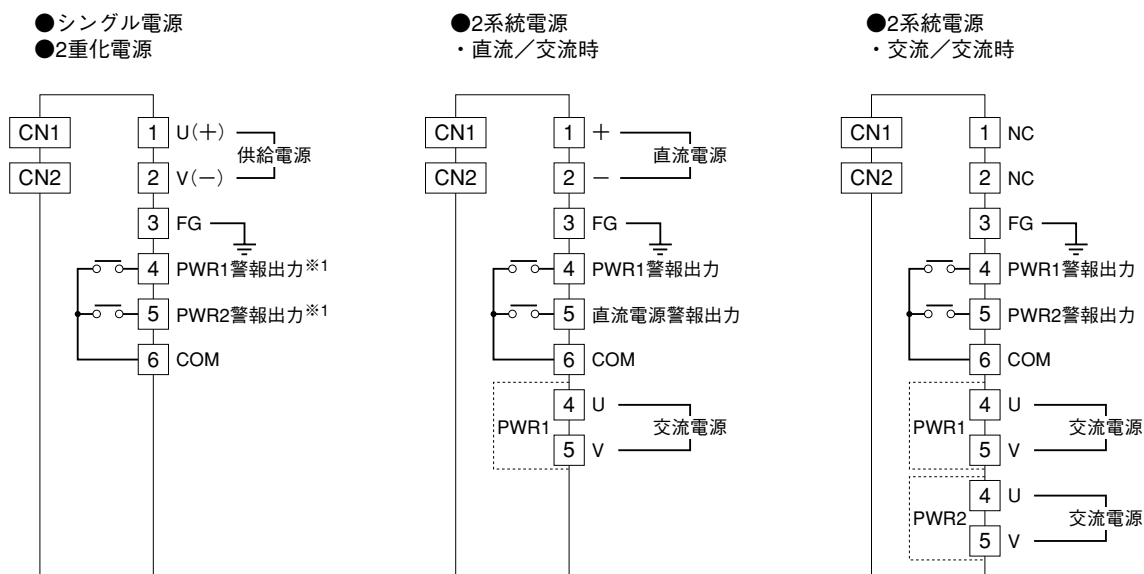 ●シングル電源
●2重化電源
CN1
CN2
1 U(+)
供給電源
2 V(−)
3 FG
4 PWR1警報出力※1
5 PWR2警報出力※1
6 COM
●2系統電源
・直流／交流時
CN1
CN2
1 +
直流電源
2 −
3 FG
4 PWR1警報出力
5 直流電源警報出力
6 COM
PWR1
4 U
交流電源
5 V
●2系統電源
・交流／交流時
CN1
CN2
1 NC
2 NC
3 FG
4 PWR1警報出力
5 PWR2警報出力
6 COM
PWR1
4 U
交流電源
5 V
PWR2
4 U
交流電源
5 V